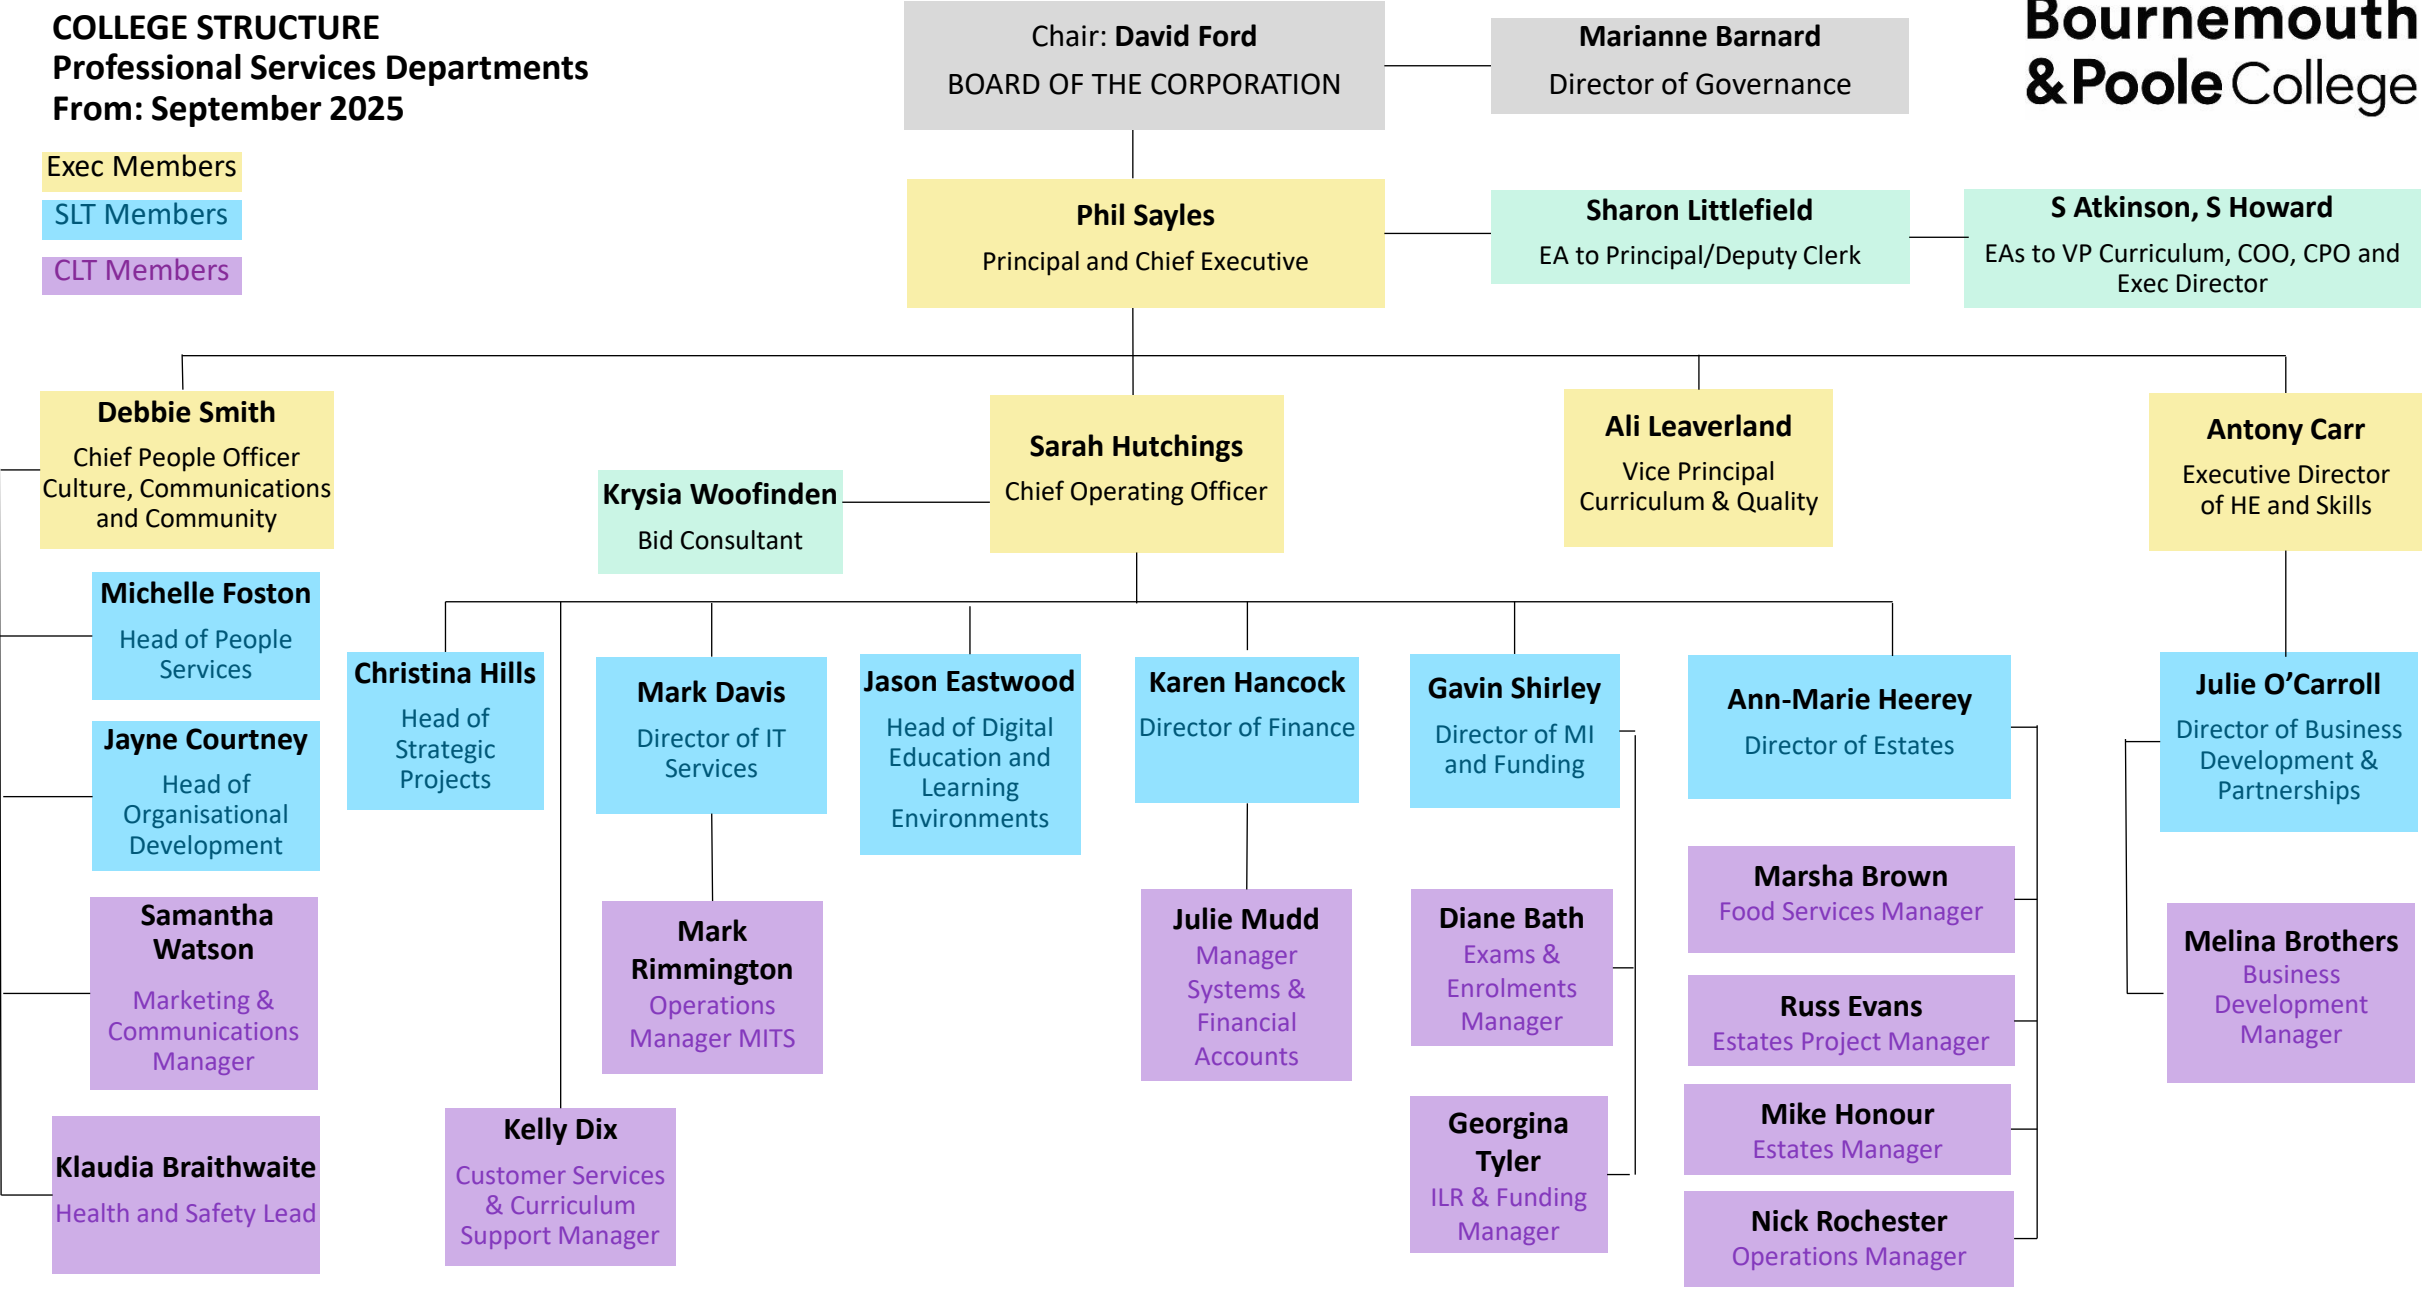 COLLEGE STRUCTURE
Professional Services Departments
From: September 2025
Exec Members
SLT Members
CLT Members
Chair: David Ford
BOARD OF THE CORPORATION
Marianne Barnard
Director of Governance
Bournemouth
&Poole College
Phil Sayles
Principal and Chief Executive
Sharon Littlefield
EA to Principal/Deputy Clerk
S Atkinson, S Howard
EAs to VP Curriculum, COO, CPO and
Exec Director
Debbie Smith
Chief People Officer
Culture, Communications
and Community
Krysia Woofinden
Bid Consultant
Sarah Hutchings
Chief Operating Officer
Ali Leaverland
Vice Principal
Curriculum & Quality
Antony Carr
Executive Director
of HE and Skills
Michelle Foston
Head of People
Services
Jayne Courtney
Head of
Organisational
Development
Samantha
Watson
Marketing &
Communications
Manager
Klaudia Braithwaite
Health and Safety Lead
Christina Hills
Head of
Strategic
Projects
Kelly Dix
Customer Services
& Curriculum
Support Manager
Mark Davis
Director of IT
Services
Mark
Rimmington
Operations
Manager MITS
Jason Eastwood
Head of Digital
Education and
Learning
Environments
Karen Hancock
Director of Finance
Julie Mudd
Manager
Systems &
Financial
Accounts
Gavin Shirley
Director of MI
and Funding
Diane Bath
Exams &
Enrolments
Manager
Georgina
Tyler
ILR & Funding
Manager
Ann-Marie Heerey
Director of Estates
Marsha Brown
Food Services Manager
Russ Evans
Estates Project Manager
Mike Honour
Estates Manager
Nick Rochester
Operations Manager
Julie O’Carroll
Director of Business
Development &
Partnerships
Melina Brothers
Business
Development
Manager